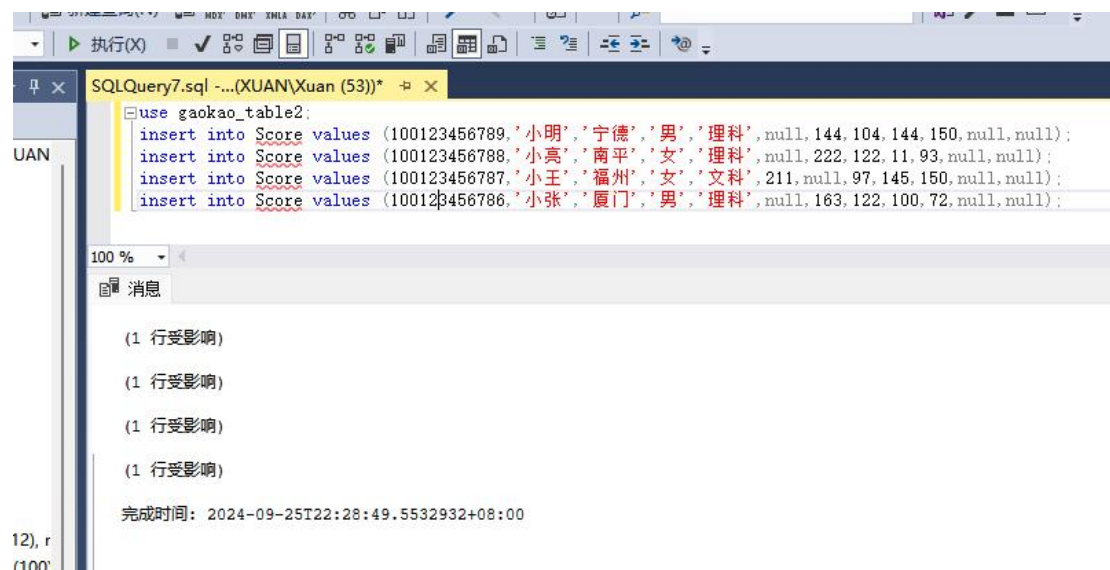 MDX DMX XMLA DAX
执行(X)
SQLQuery7.sql -...(XUAN\Xuan (53))*
use gaokao_table2;
insert into Score values (100123456789,'小明','宁德','男','理科',null,144,104,144,150,null,null);
UAN
insert into Score values (100123456788,'小亮','南平','女','理科',null,222,122,11,93,null,null);
insert into Score values (100123456787,'小王','福州','女','文科',211,null,97,145,150,null,null);
insert into Score values (100123456786,'小张','厦门','男','理科',null,163,122,100,72,null,null);
100 %
消息
(1 行受影响)
(1 行受影响)
(1 行受影响)
(1 行受影响)
完成时间: 2024-09-25T22:28:49.5532932+08:00
12), r
(100)